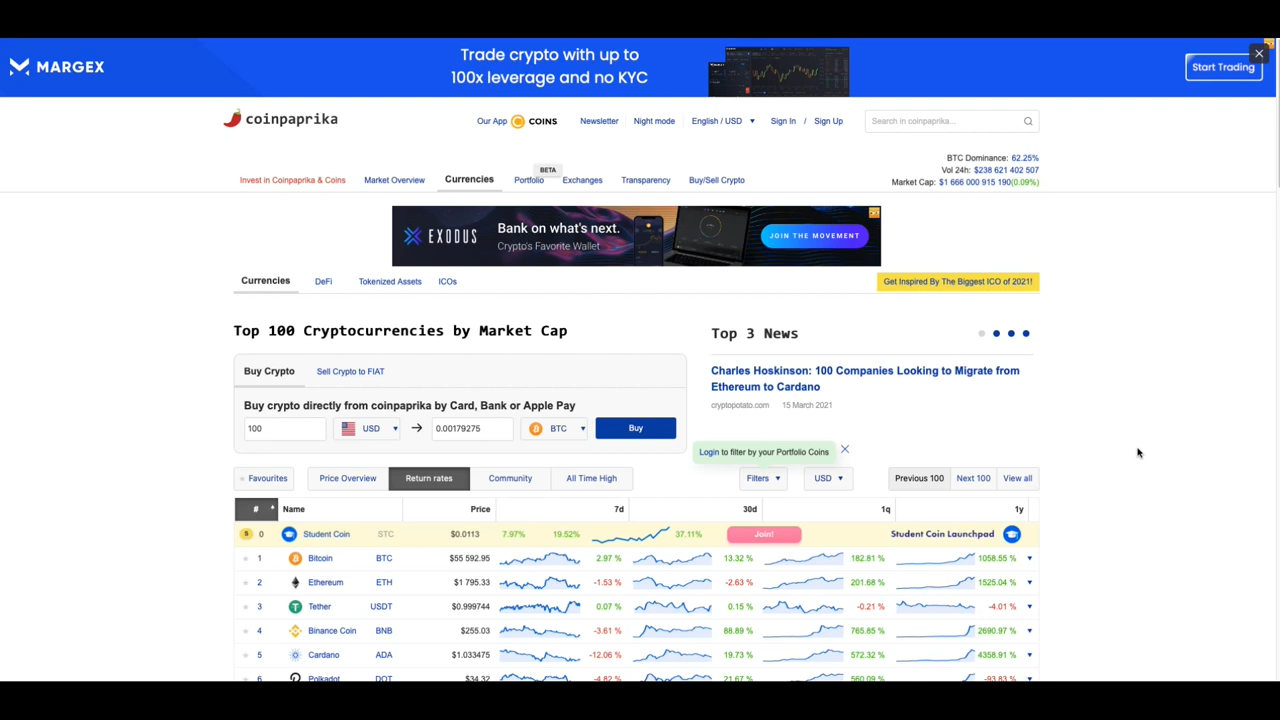 Trade crypto with up to
100x leverage and no KYC
MARGEX
Start Trading
coinpaprika
Our App COINS Newsletter Night mode English / USD Sign In / Sign Up Search in coinpaprika...
BTC Dominance: 62.25%
Vol 24h: $238 621 402 507
Market Cap: $1 666 000 915 190(0.09%)
BETA
Invest in Coinpaprika & Coins Market Overview Currencies Portfolio Exchanges Transparency Buy/Sell Crypto
EXODUS
Bank on what's next.
Crypto's Favorite Wallet
JOIN THE MOVEMENT
Currencies DeFi Tokenized Assets ICOs Get Inspired By The Biggest ICO of 2021!
Top 100 Cryptocurrencies by Market Cap
Top 3 News
Buy Crypto Sell Crypto to FIAT
Charles Hoskinson: 100 Companies Looking to Migrate from
Ethereum to Cardano
cryptopotato.com 15 March 2021
Buy crypto directly from coinpaprika by Card, Bank or Apple Pay
100 USD → 0.00179275 BTC Buy
Login to filter by your Portfolio Coins
Favourites Price Overview Return rates Community All Time High Filters USD Previous 100 Next 100 View all
# Name Price 7d 30d 1q 1y
S 0 Student Coin STC $0.0113 7.97% 19.52% 37.11% Join! Student Coin Launchpad
1 Bitcoin BTC $55 592.95 2.97 % 13.32 % 182.81 % 1058.55 %
2 Ethereum ETH $1 795.33 -1.53 % -2.63 % 201.68 % 1525.04 %
3 Tether USDT $0.999744 0.07 % 0.15 % -0.21 % -4.01 %
4 Binance Coin BNB $255.03 -3.61 % 88.89 % 765.85 % 2690.97 %
5 Cardano ADA $1.033475 -12.06 % 19.73 % 572.32 % 4358.91 %
6 Polkadot DOT $34.32 -4.82 % 21.67 % 560.09 % -93.83 %